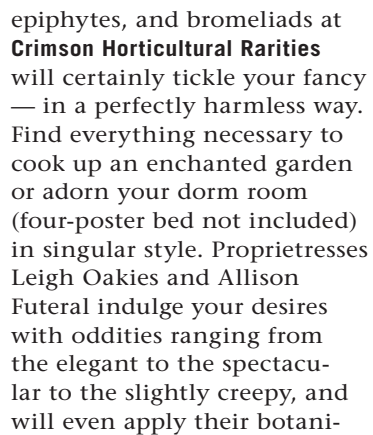 epiphytes, and bromeliads at
Crimson Horticultural Rarities
will certainly tickle your fancy
— in a perfectly harmless way.
Find everything necessary to
cook up an enchanted garden
or adorn your dorm room
(four-poster bed not included)
in singular style. Proprietresses
Leigh Oakies and Allison
Futeral indulge your desires
with oddities ranging from
the elegant to the spectacu-
lar to the slightly creepy, and
will even apply their botani-